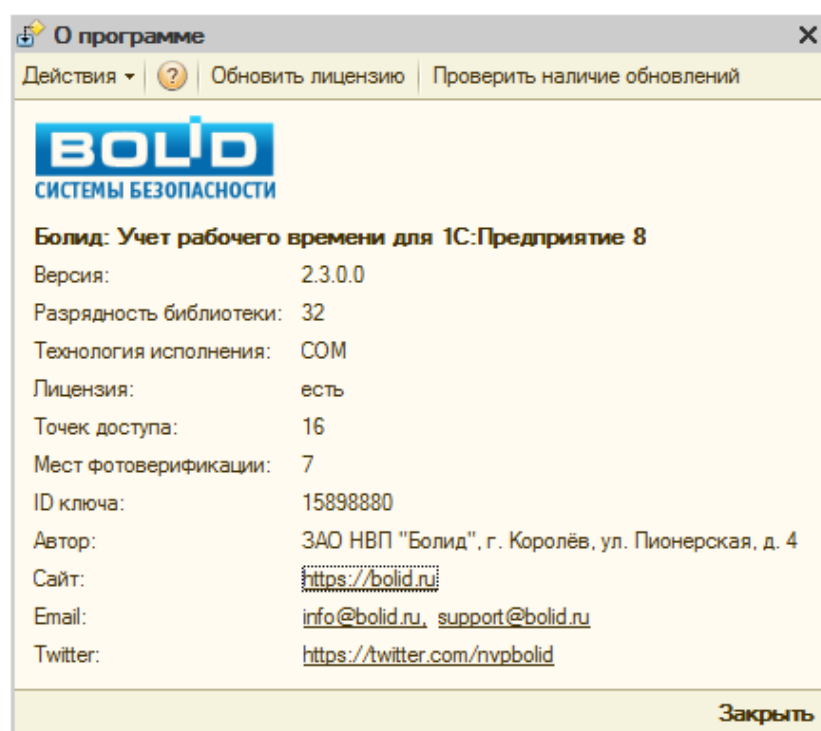 О программе
Действия Обновить лицензию Проверить наличие обновлений
BOLID
СИСТЕМЫ БЕЗОПАСНОСТИ
Болид: Учет рабочего времени для 1С:Предприятие 8
Версия: 2.3.0.0
Разрядность библиотеки: 32
Технология исполнения: COM
Лицензия: есть
Точек доступа: 16
Мест фотоверификации: 7
ID ключа: 15898880
Автор: ЗАО НВП "Болид", г. Королёв, ул. Пионерская, д. 4
Сайт: https://bolid.ru
Email: info@bolid.ru, support@bolid.ru
Twitter: https://twitter.com/nvpbolid
Закрыть